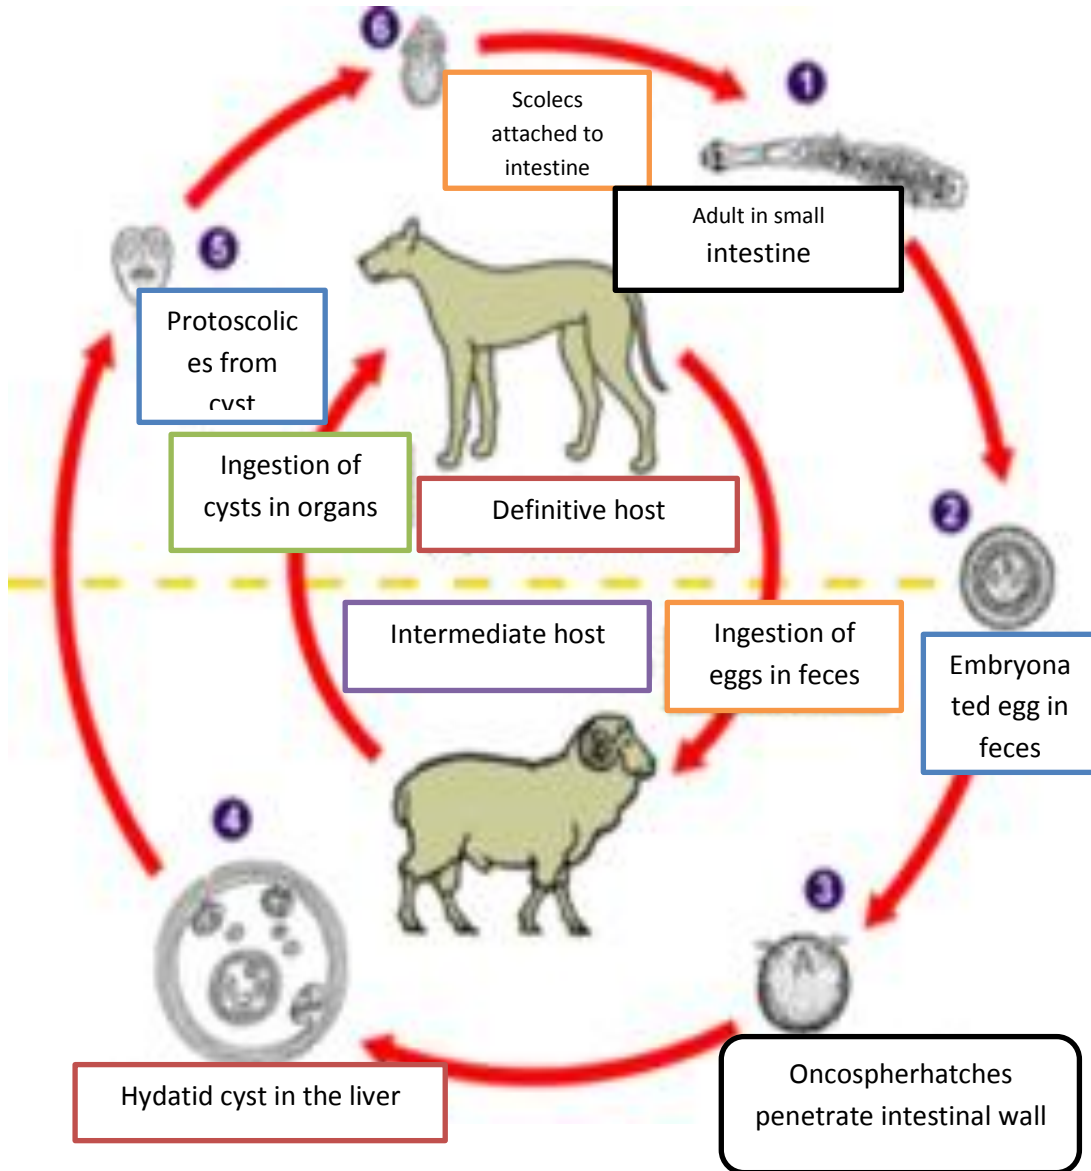 6
Scolecs
attached to
intestine
1
Adult in small
intestine
5
Protoscolic
es from
cyst
Ingestion of
cysts in organs
Definitive host
2
Intermediate host
Ingestion of
eggs in feces
Embryona
ted egg in
feces
4
3
Hydatid cyst in the liver
Oncospherhatches
penetrate intestinal wall